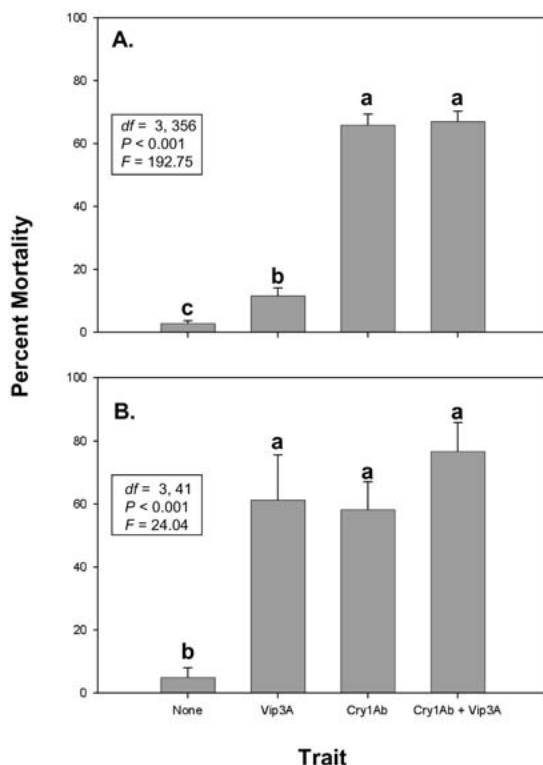 Percent Mortality
100
80
60
40
20
0
A.
df = 3, 356
P < 0.001
F = 192.75
c
b
a
a
100
80
60
40
20
0
B.
df = 3, 41
P < 0.001
F = 24.04
b
a
a
a
None Vip3A Cry1Ab Cry1Ab + Vip3A
Trait